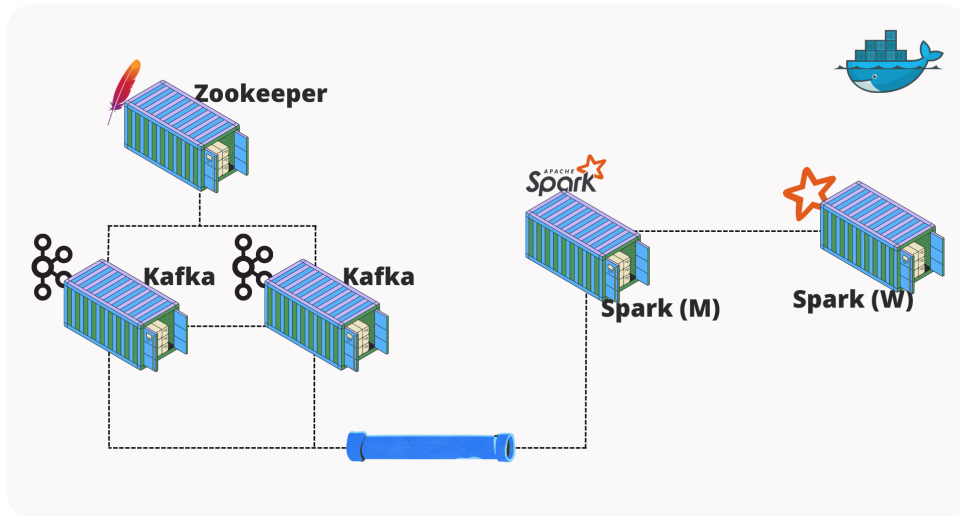 Zookeeper
Kafka
Kafka
APACHE
Spark
Spark (M)
Spark (W)